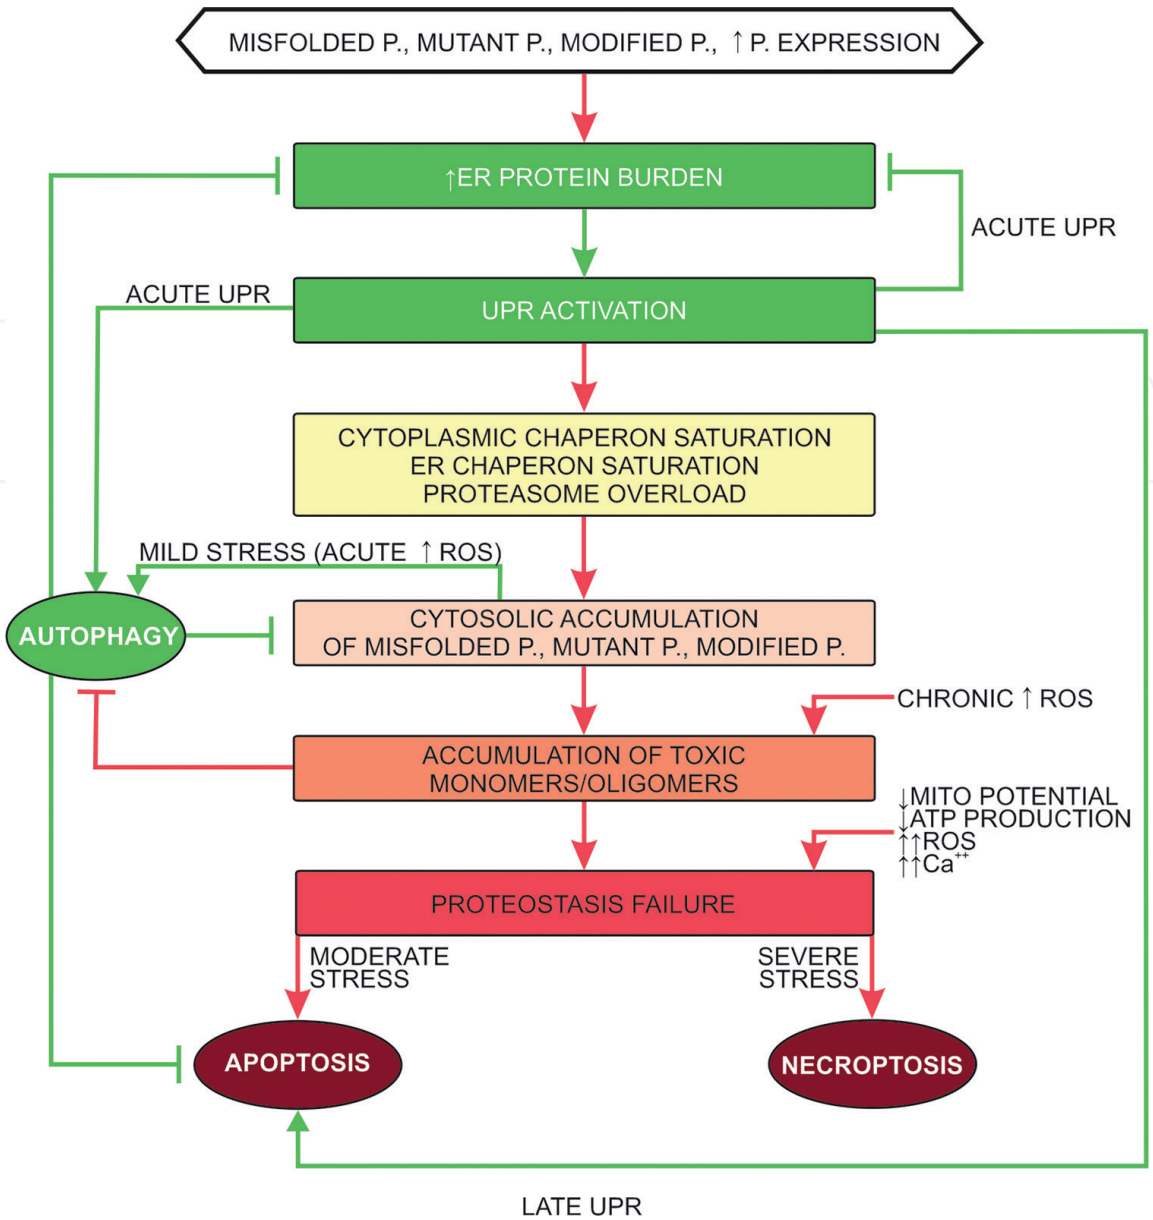 MISFOLDED P., MUTANT P., MODIFIED P., ↑ P. EXPRESSION
↑ER PROTEIN BURDEN
ACUTE UPR
ACUTE UPR
UPR ACTIVATION
CYTOPLASMIC CHAPERON SATURATION
ER CHAPERON SATURATION
PROTEASOME OVERLOAD
MILD STRESS (ACUTE ↑ ROS)
AUTOPHAGY
CYTOSOLIC ACCUMULATION
OF MISFOLDED P., MUTANT P., MODIFIED P.
CHRONIC ↑ ROS
ACCUMULATION OF TOXIC
MONOMERS/OLIGOMERS
↓MITO POTENTIAL
↓ATP PRODUCTION
↑↑ROS
↑↑Ca⁺⁺
PROTEOSTASIS FAILURE
MODERATE
STRESS
SEVERE
STRESS
APOPTOSIS
NECROPTOSIS
LATE UPR